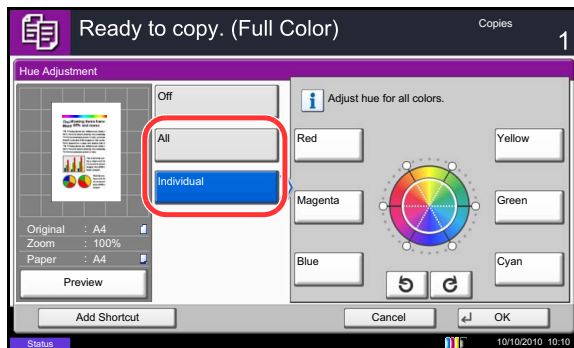 Ready to copy. (Full Color)
Copies
1
Hue Adjustment
Off
All
Individual
Original : A4
Zoom : 100%
Paper : A4
Preview
i Adjust hue for all colors.
Red
Yellow
Magenta
Green
Blue
Cyan
Add Shortcut
Cancel
OK
Status
10/10/2010 10:10